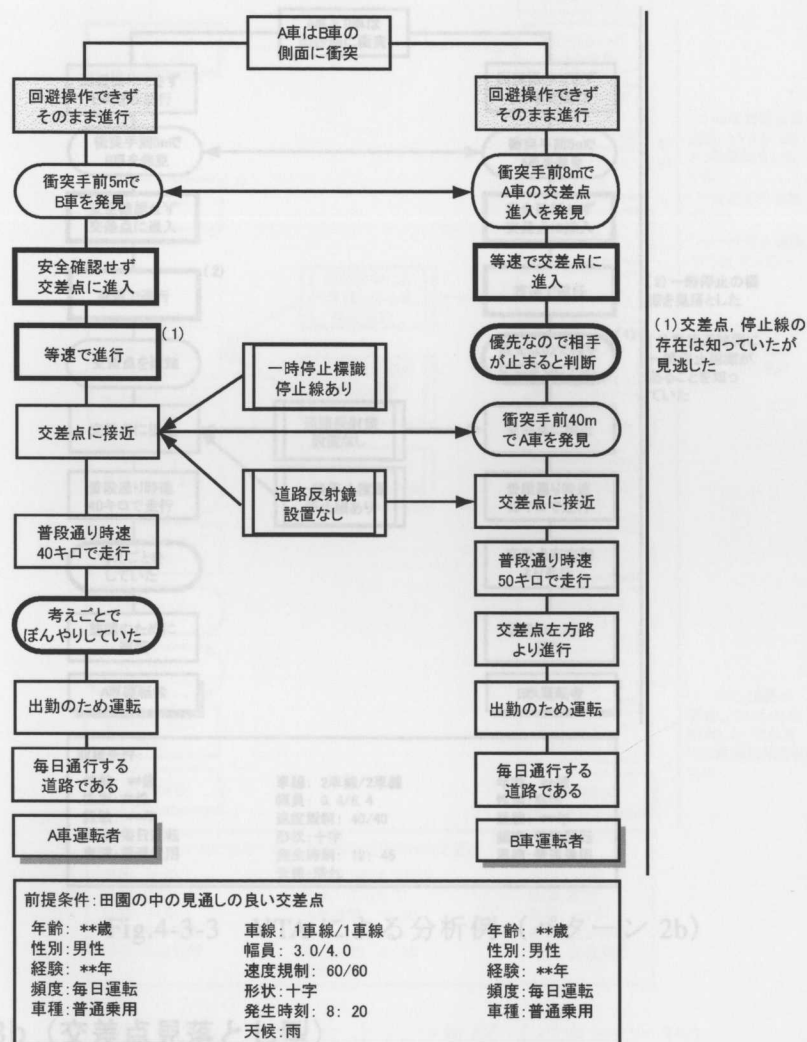 A車はB車の
側面に衝突
回避操作できず
そのまま進行
衝突手前5mで
B車を発見
安全確認せず
交差点に進入
等速で進行
(1)
交差点に接近
普段通り時速
40キロで走行
考えごとで
ぼんやりしていた
出勤のため運転
毎日通行する
道路である
A車運転者
一時停止標識
停止線あり
道路反射鏡
設置なし
回避操作できず
そのまま進行
衝突手前8mで
A車の交差点
進入を発見
等速で交差点に
進入
優先なので相手
が止まると判断
衝突手前40m
でA車を発見
交差点に接近
普段通り時速
50キロで走行
交差点左方路
より進行
出勤のため運転
毎日通行する
道路である
B車運転者
(1)交差点，停止線の
存在は知っていたが
見逃した
前提条件：田園の中の見通しの良い交差点
年齢：**歳
性別：男性
経験：**年
頻度：毎日運転
車種：普通乗用
車線：1車線/1車線
幅員：3.0/4.0
速度規制：60/60
形状：十字
発生時刻：8：20
天候：雨
年齢：**歳
性別：男性
経験：**年
頻度：毎日運転
車種：普通乗用